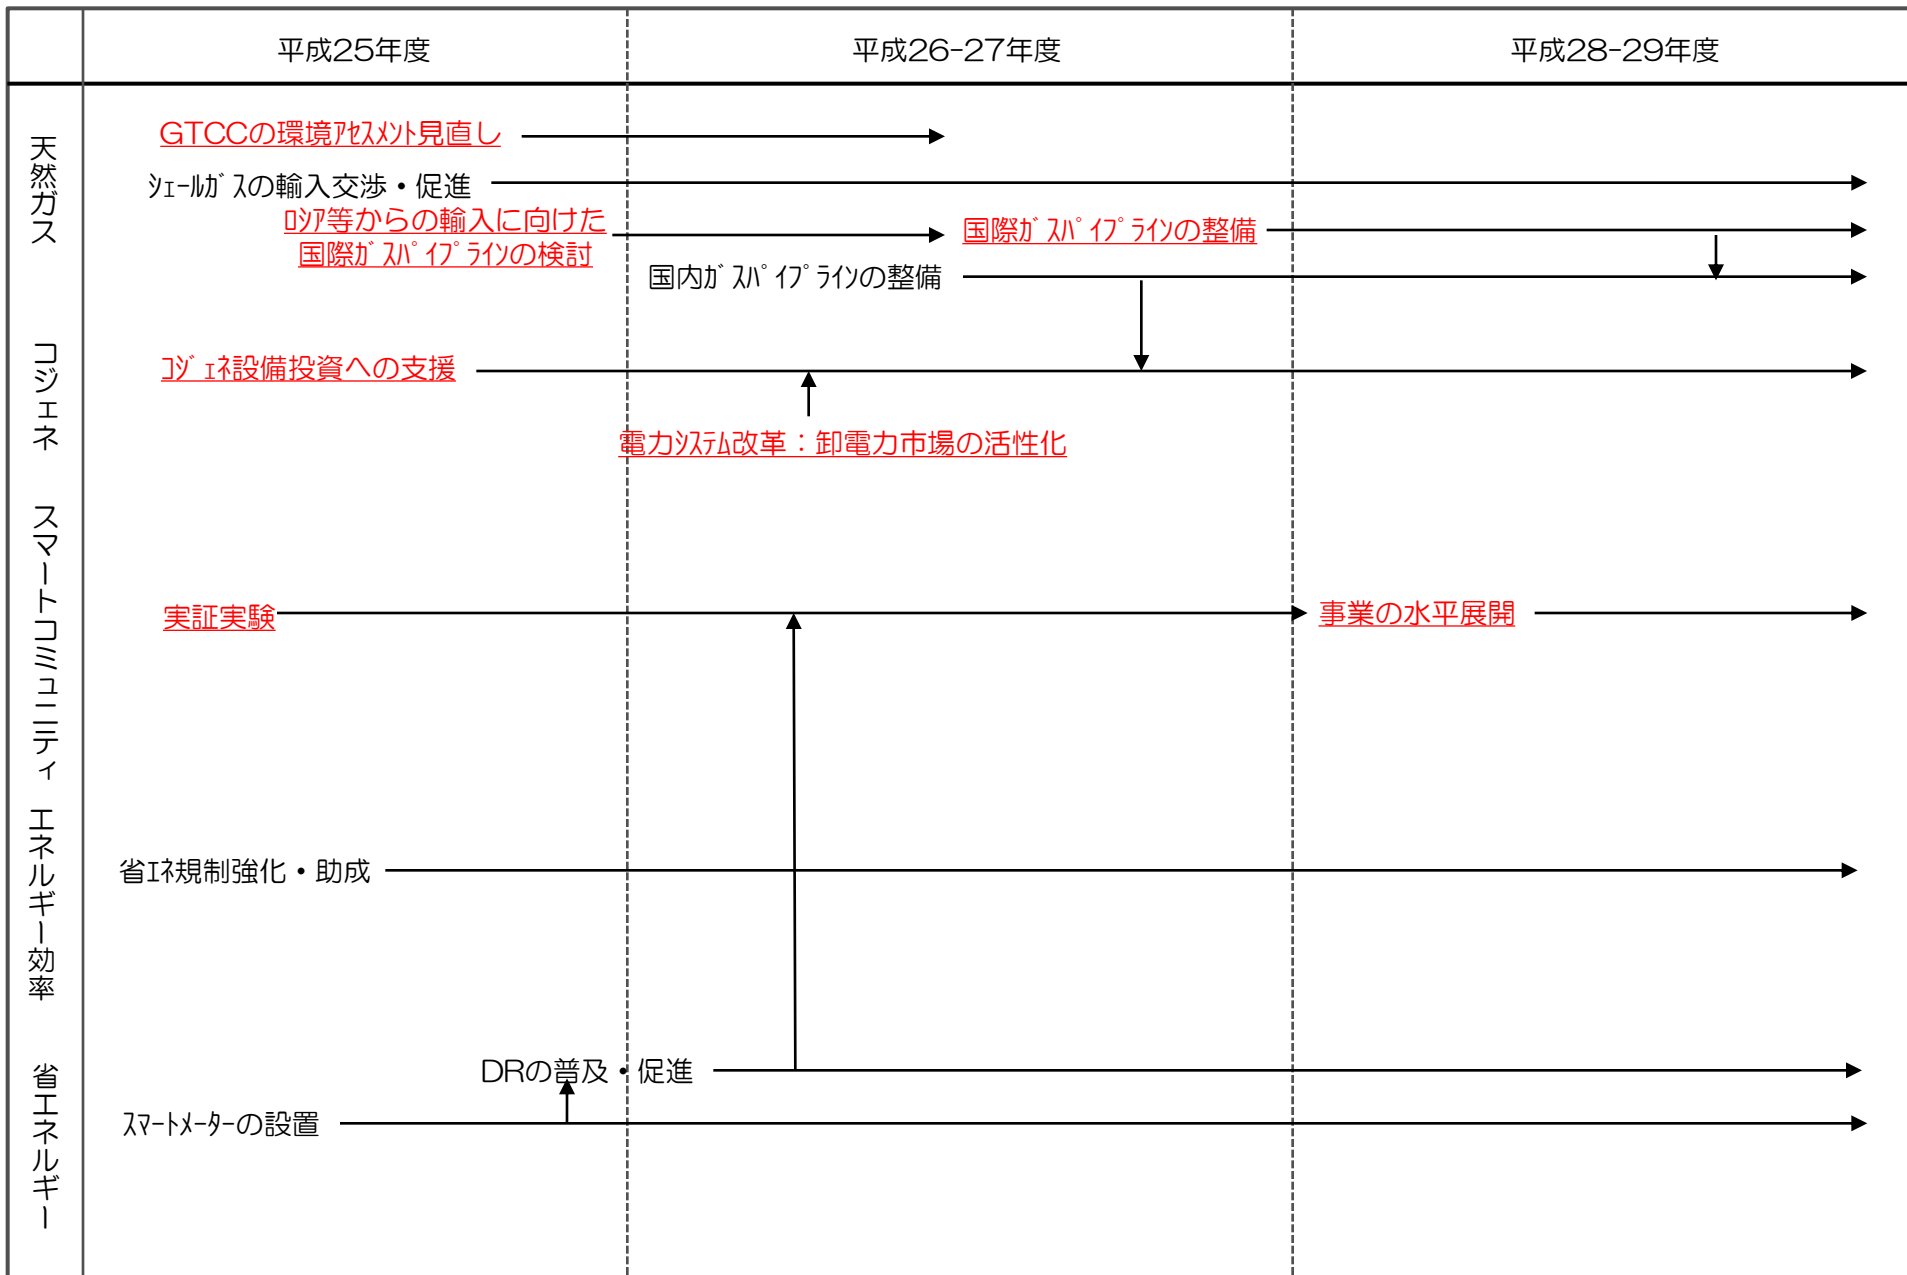 平成25年度
平成26-27年度
平成28-29年度
天然ガス
GTCCの環境ｱｾｽﾒﾝﾄ見直し
ｼｪｰﾙｶﾞｽの輸入交渉・促進
ﾛｼｱ等からの輸入に向けた
国際ｶﾞｽﾊﾟｲﾌﾟﾗｲﾝの検討
国際ｶﾞｽﾊﾟｲﾌﾟﾗｲﾝの整備
国内ｶﾞｽﾊﾟｲﾌﾟﾗｲﾝの整備
コジェネ
ｺｼﾞｪﾈ設備投資への支援
電力ｼｽﾃﾑ改革：卸電力市場の活性化
スマートコミュニティ
実証実験
事業の水平展開
エネルギー効率
省ｴﾈ規制強化・助成
省エネルギー
DRの普及・促進
ｽﾏｰﾄﾒｰﾀｰの設置